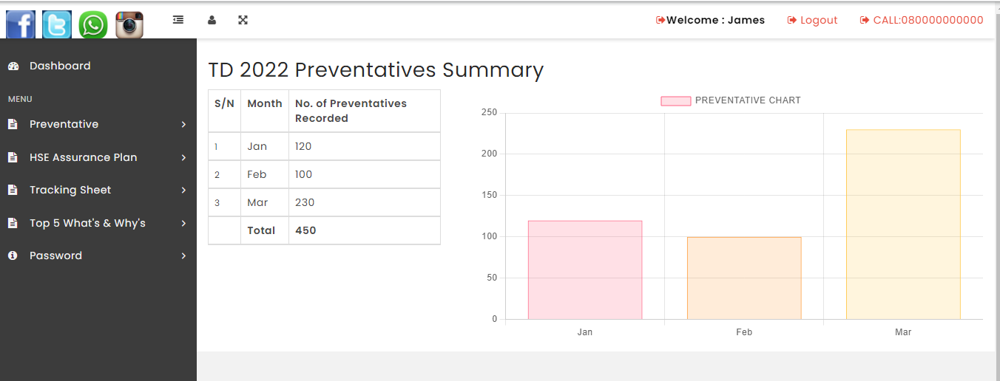 Welcome : James
Logout
CALL:080000000000
Dashboard
MENU
Preventative
HSE Assurance Plan
Tracking Sheet
Top 5 What's & Why's
Password
TD 2022 Preventatives Summary
S/N Month No. of Preventatives
Recorded
1 Jan 120
2 Feb 100
3 Mar 230
Total 450
PREVENTATIVE CHART
250
200
150
100
50
0
Jan Feb Mar